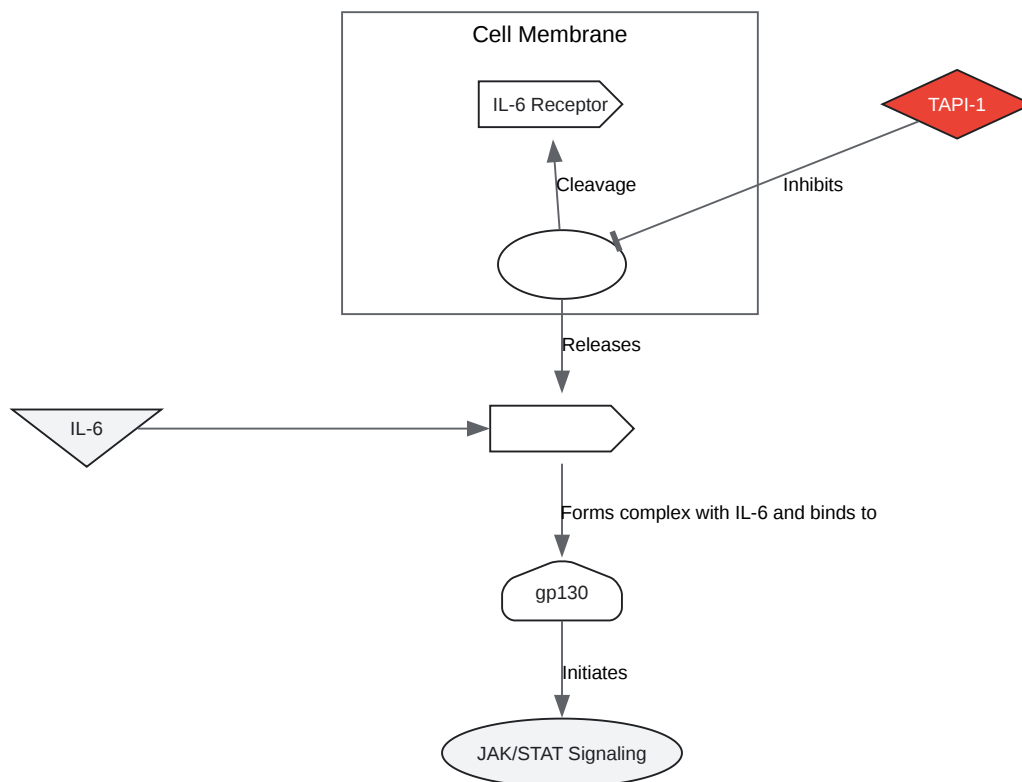 Cell Membrane
IL-6 Receptor
TAPI-1
Cleavage
Inhibits
Releases
IL-6
Forms complex with IL-6 and binds to
gp130
Initiates
JAK/STAT Signaling